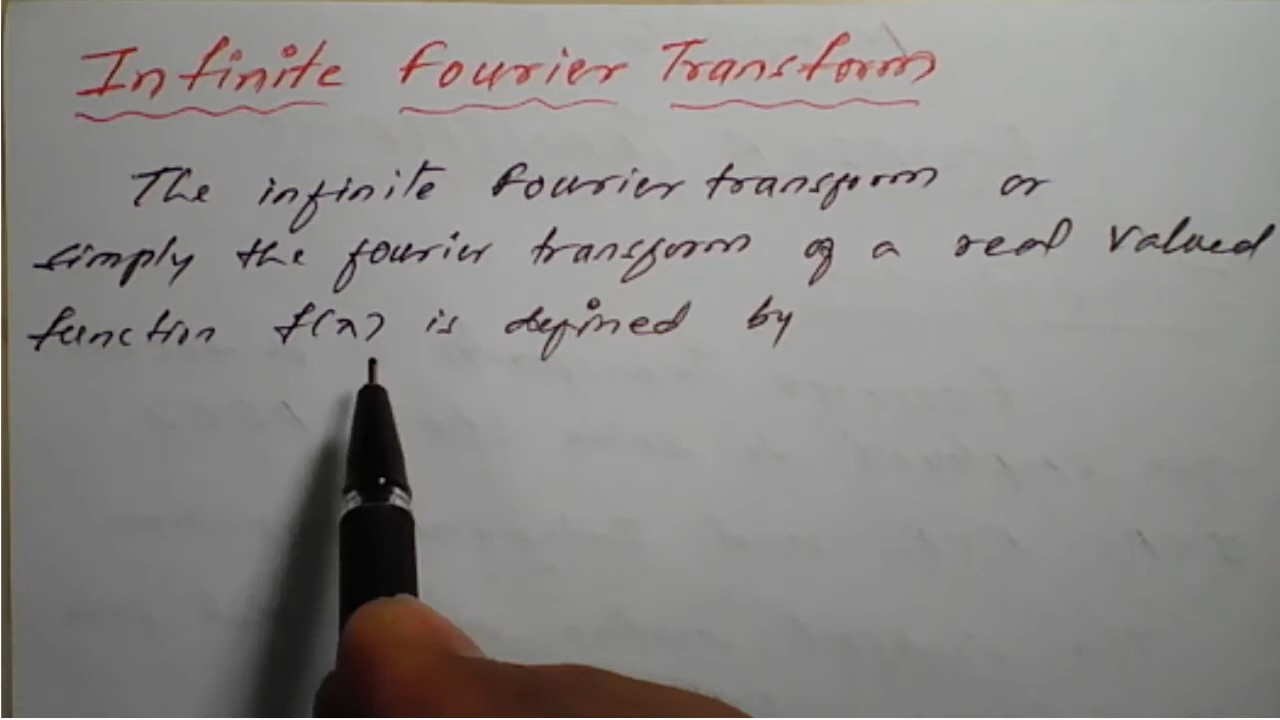 Infinite Fourier Transform
The infinite Fourier transform or
simply the fourier transform of a real valued
function f(x) is defined by